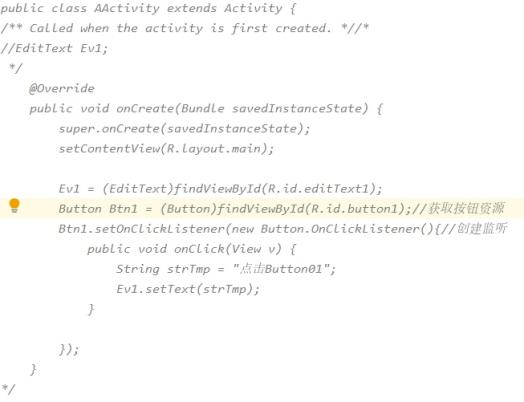 public class AActivity extends Activity {
/** Called when the activity is first created. *//*
//EditText Ev1;
 */
    @Override
    public void onCreate(Bundle savedInstanceState) {
        super.onCreate(savedInstanceState);
        setContentView(R.layout.main);

        Ev1 = (EditText)findViewById(R.id.editText1);
        Button Btn1 = (Button)findViewById(R.id.button1);//获取按钮资源
        Btn1.setOnClickListener(new Button.OnClickListener(){//创建监听
            public void onClick(View v) {
                String strTmp = "点击Button01";
                Ev1.setText(strTmp);
            }

        });
    }
*/